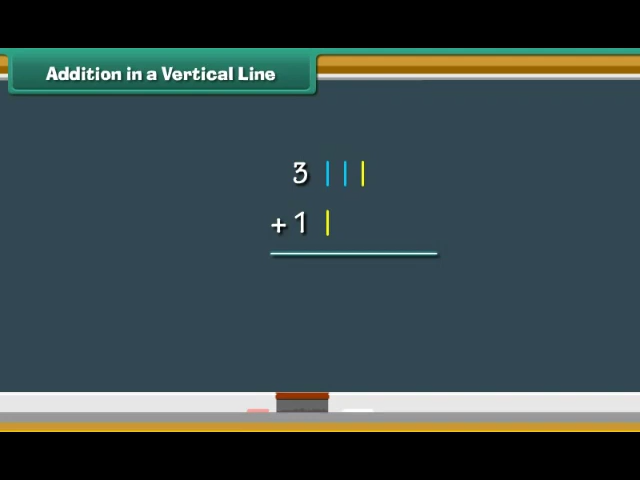 Addition in a Vertical Line
3 | | |
+ 1 |